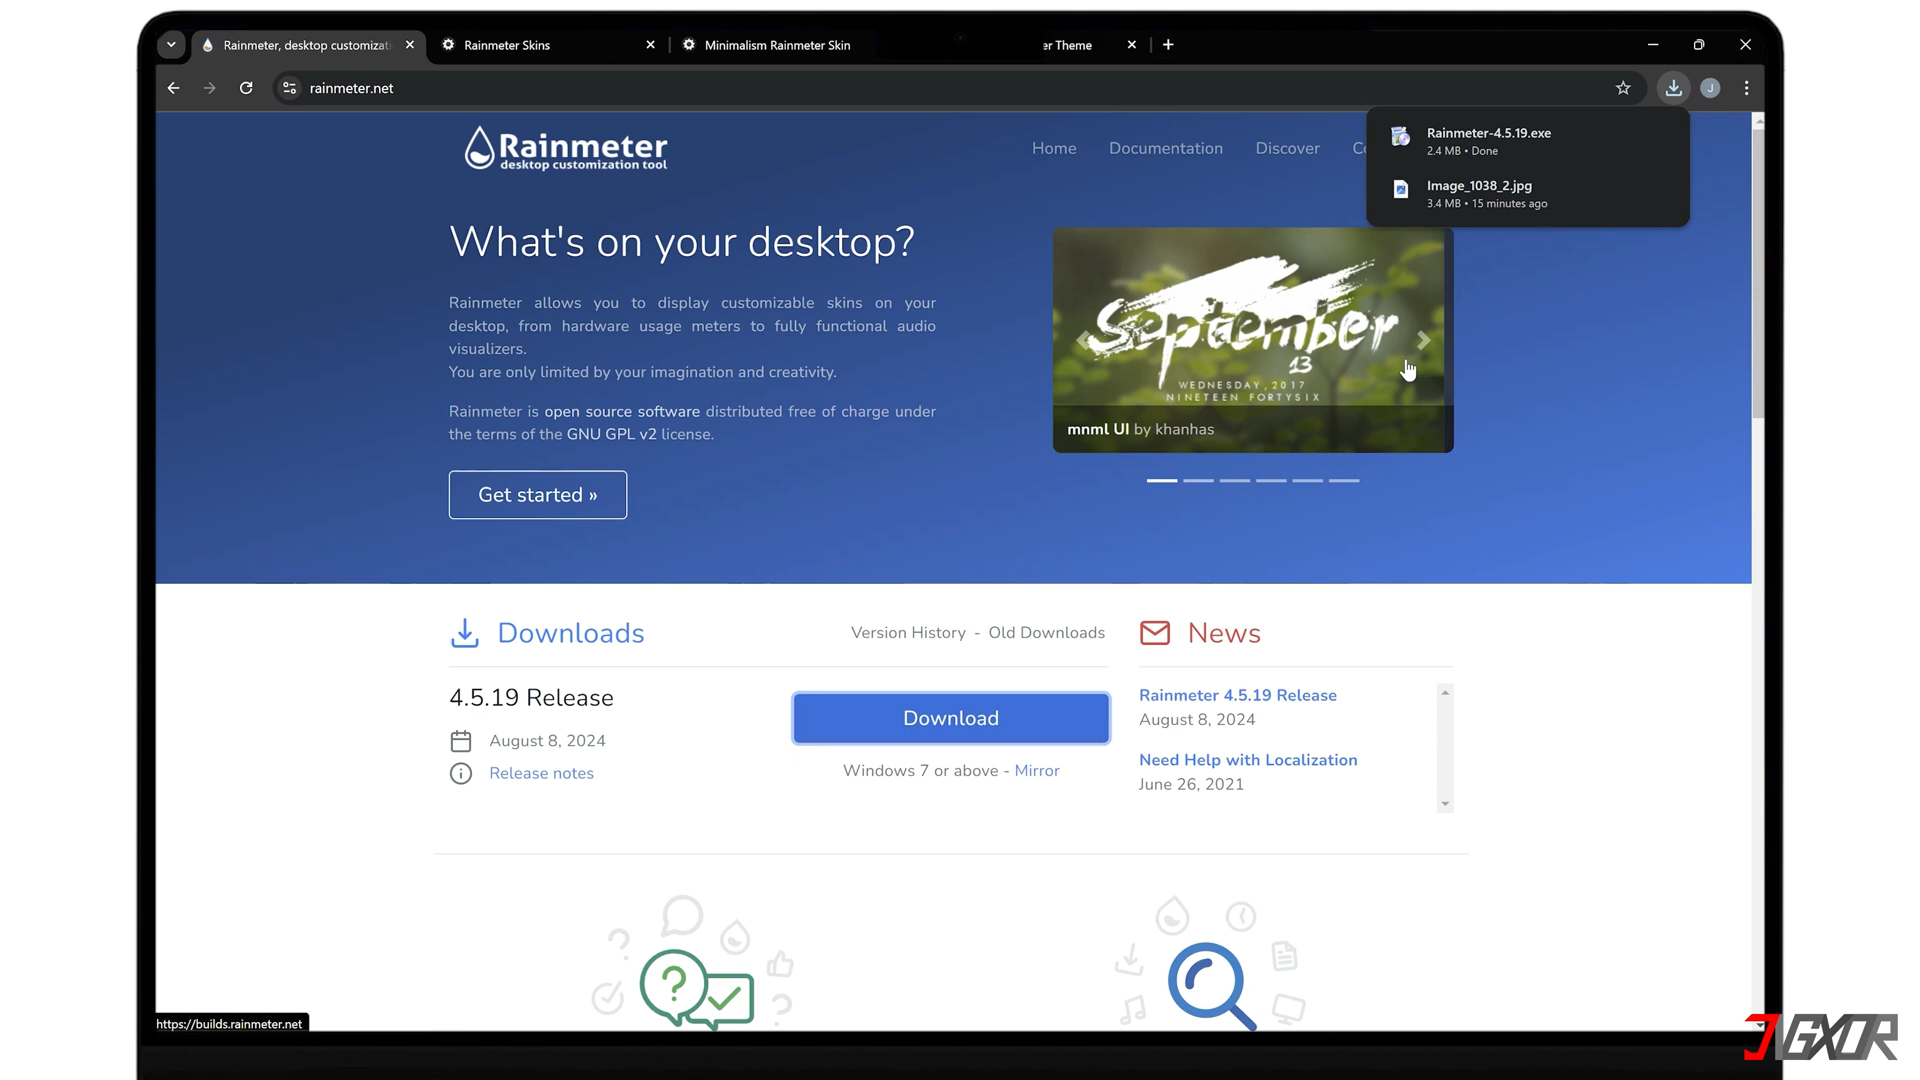 Rainmeter, desktop customizati
Rainmeter Skins
Minimalism Rainmeter Skin
er Theme
rainmeter.net
J
Rainmeter-4.5.19.exe
2.4 MB • Done
Image_1038_2.jpg
3.4 MB • 15 minutes ago
Rainmeter
desktop customization tool
Home
Documentation
Discover
What's on your desktop?
Rainmeter allows you to display customizable skins on your
desktop, from hardware usage meters to fully functional audio
visualizers.
You are only limited by your imagination and creativity.
Rainmeter is open source software distributed free of charge under
the terms of the GNU GPL v2 license.
Get started »
September
13
WEDNESDAY, 2017
NINETEEN FORTYSIX
mnml UI by khanhas
Downloads
Version History - Old Downloads
4.5.19 Release
August 8, 2024
Release notes
Download
Windows 7 or above - Mirror
News
Rainmeter 4.5.19 Release
August 8, 2024
Need Help with Localization
June 26, 2021
https://builds.rainmeter.net
JGXOR